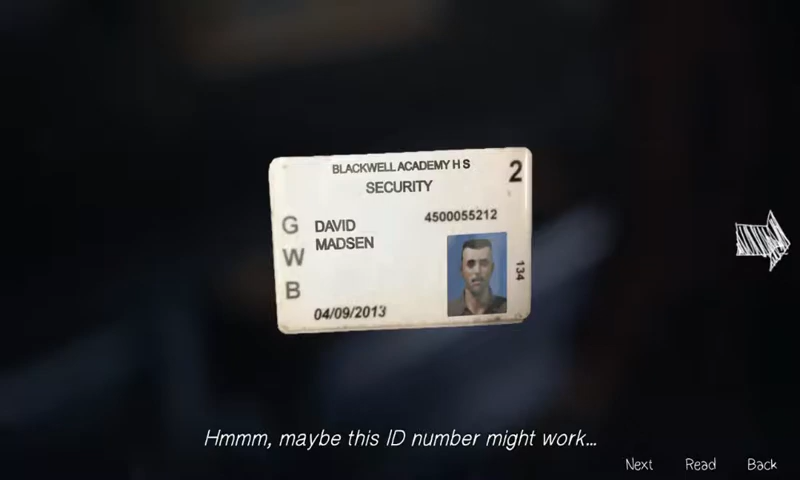 BLACKWELL ACADEMY H S
SECURITY
2
G
W
B
DAVID
MADSEN
4500055212
134
04/09/2013
Hmmm, maybe this ID number might work...
Next Read Back